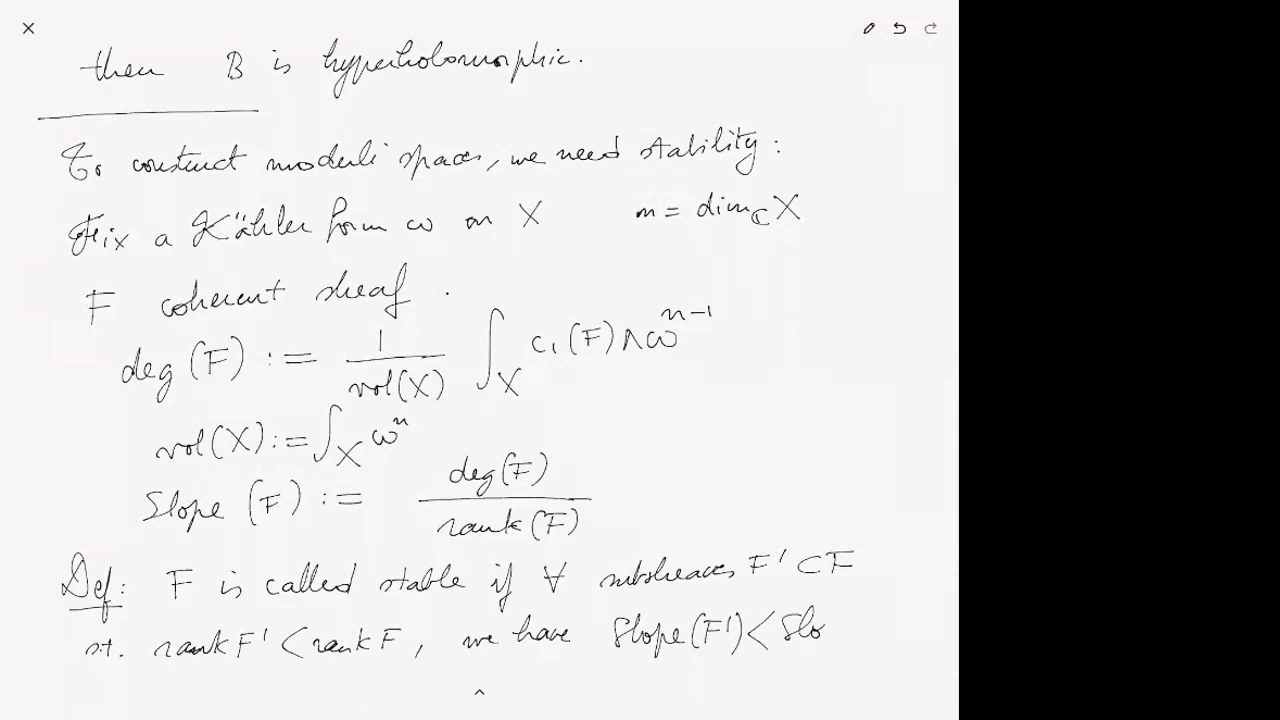 then B is hyperholomorphic.
To construct moduli spaces, we need stability:
Fix a Kähler form ω on X n = dim_ℂ X
F coherent sheaf.
deg(F) := 1/vol(X) ∫_X c₁(F) ∧ ω^{n-1}
vol(X) := ∫_X ω^n
Slope(F) := deg(F)/rank(F)
Def: F is called stable if ∀ subsheaves F' ⊂ F
s.t. rank F' < rank F, we have Slope(F') < Slo